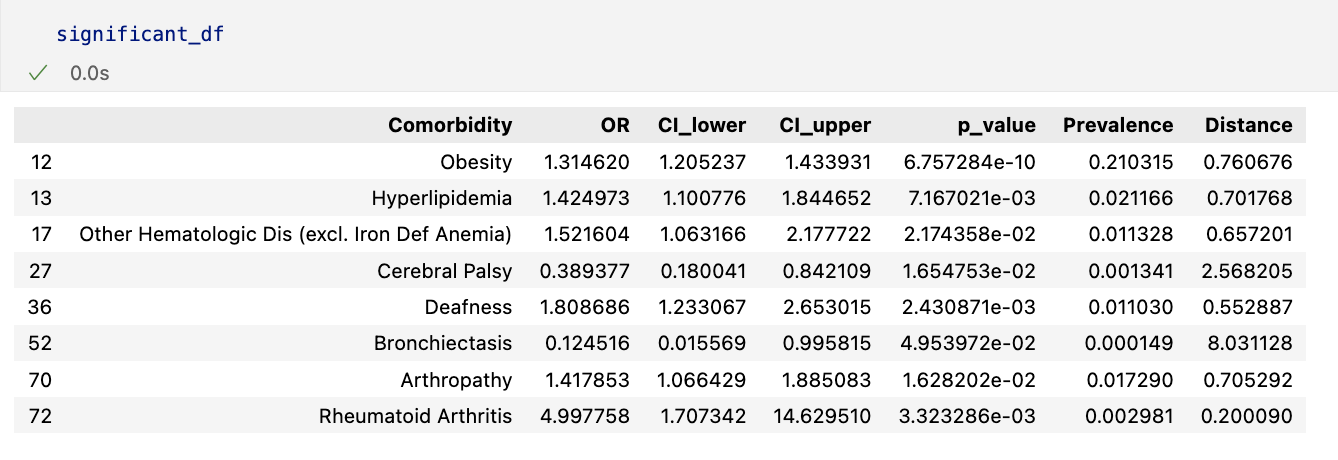 significant_df
0.0s
Comorbidity OR CI_lower CI_upper p_value Prevalence Distance
12 Obesity 1.314620 1.205237 1.433931 6.757284e-10 0.210315 0.760676
13 Hyperlipidemia 1.424973 1.100776 1.844652 7.167021e-03 0.021166 0.701768
17 Other Hematologic Dis (excl. Iron Def Anemia) 1.521604 1.063166 2.177722 2.174358e-02 0.011328 0.657201
27 Cerebral Palsy 0.389377 0.180041 0.842109 1.654753e-02 0.001341 2.568205
36 Deafness 1.808686 1.233067 2.653015 2.430871e-03 0.011030 0.552887
52 Bronchiectasis 0.124516 0.015569 0.995815 4.953972e-02 0.000149 8.031128
70 Arthropathy 1.417853 1.066429 1.885083 1.628202e-02 0.017290 0.705292
72 Rheumatoid Arthritis 4.997758 1.707342 14.629510 3.323286e-03 0.002981 0.200090